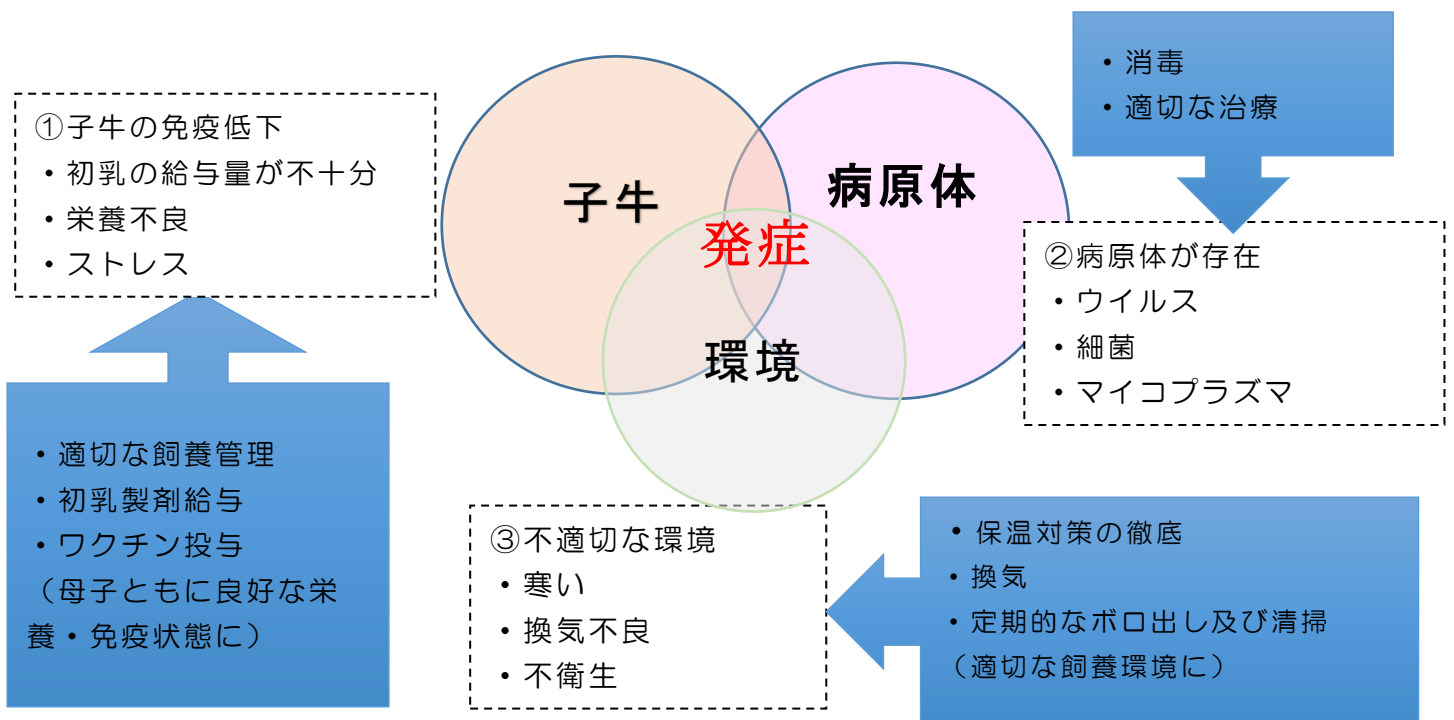 ①子牛の免疫低下
・初乳の給与量が不十分
・栄養不良
・ストレス
・適切な飼養管理
・初乳製剤給与
・ワクチン投与
（母子ともに良好な栄
養・免疫状態に）
子牛
病原体
発症
環境
・消毒
・適切な治療
②病原体が存在
・ウイルス
・細菌
・マイコプラズマ
③不適切な環境
・寒い
・換気不良
・不衛生
・保温対策の徹底
・換気
・定期的なボロ出し及び清掃
（適切な飼養環境に）